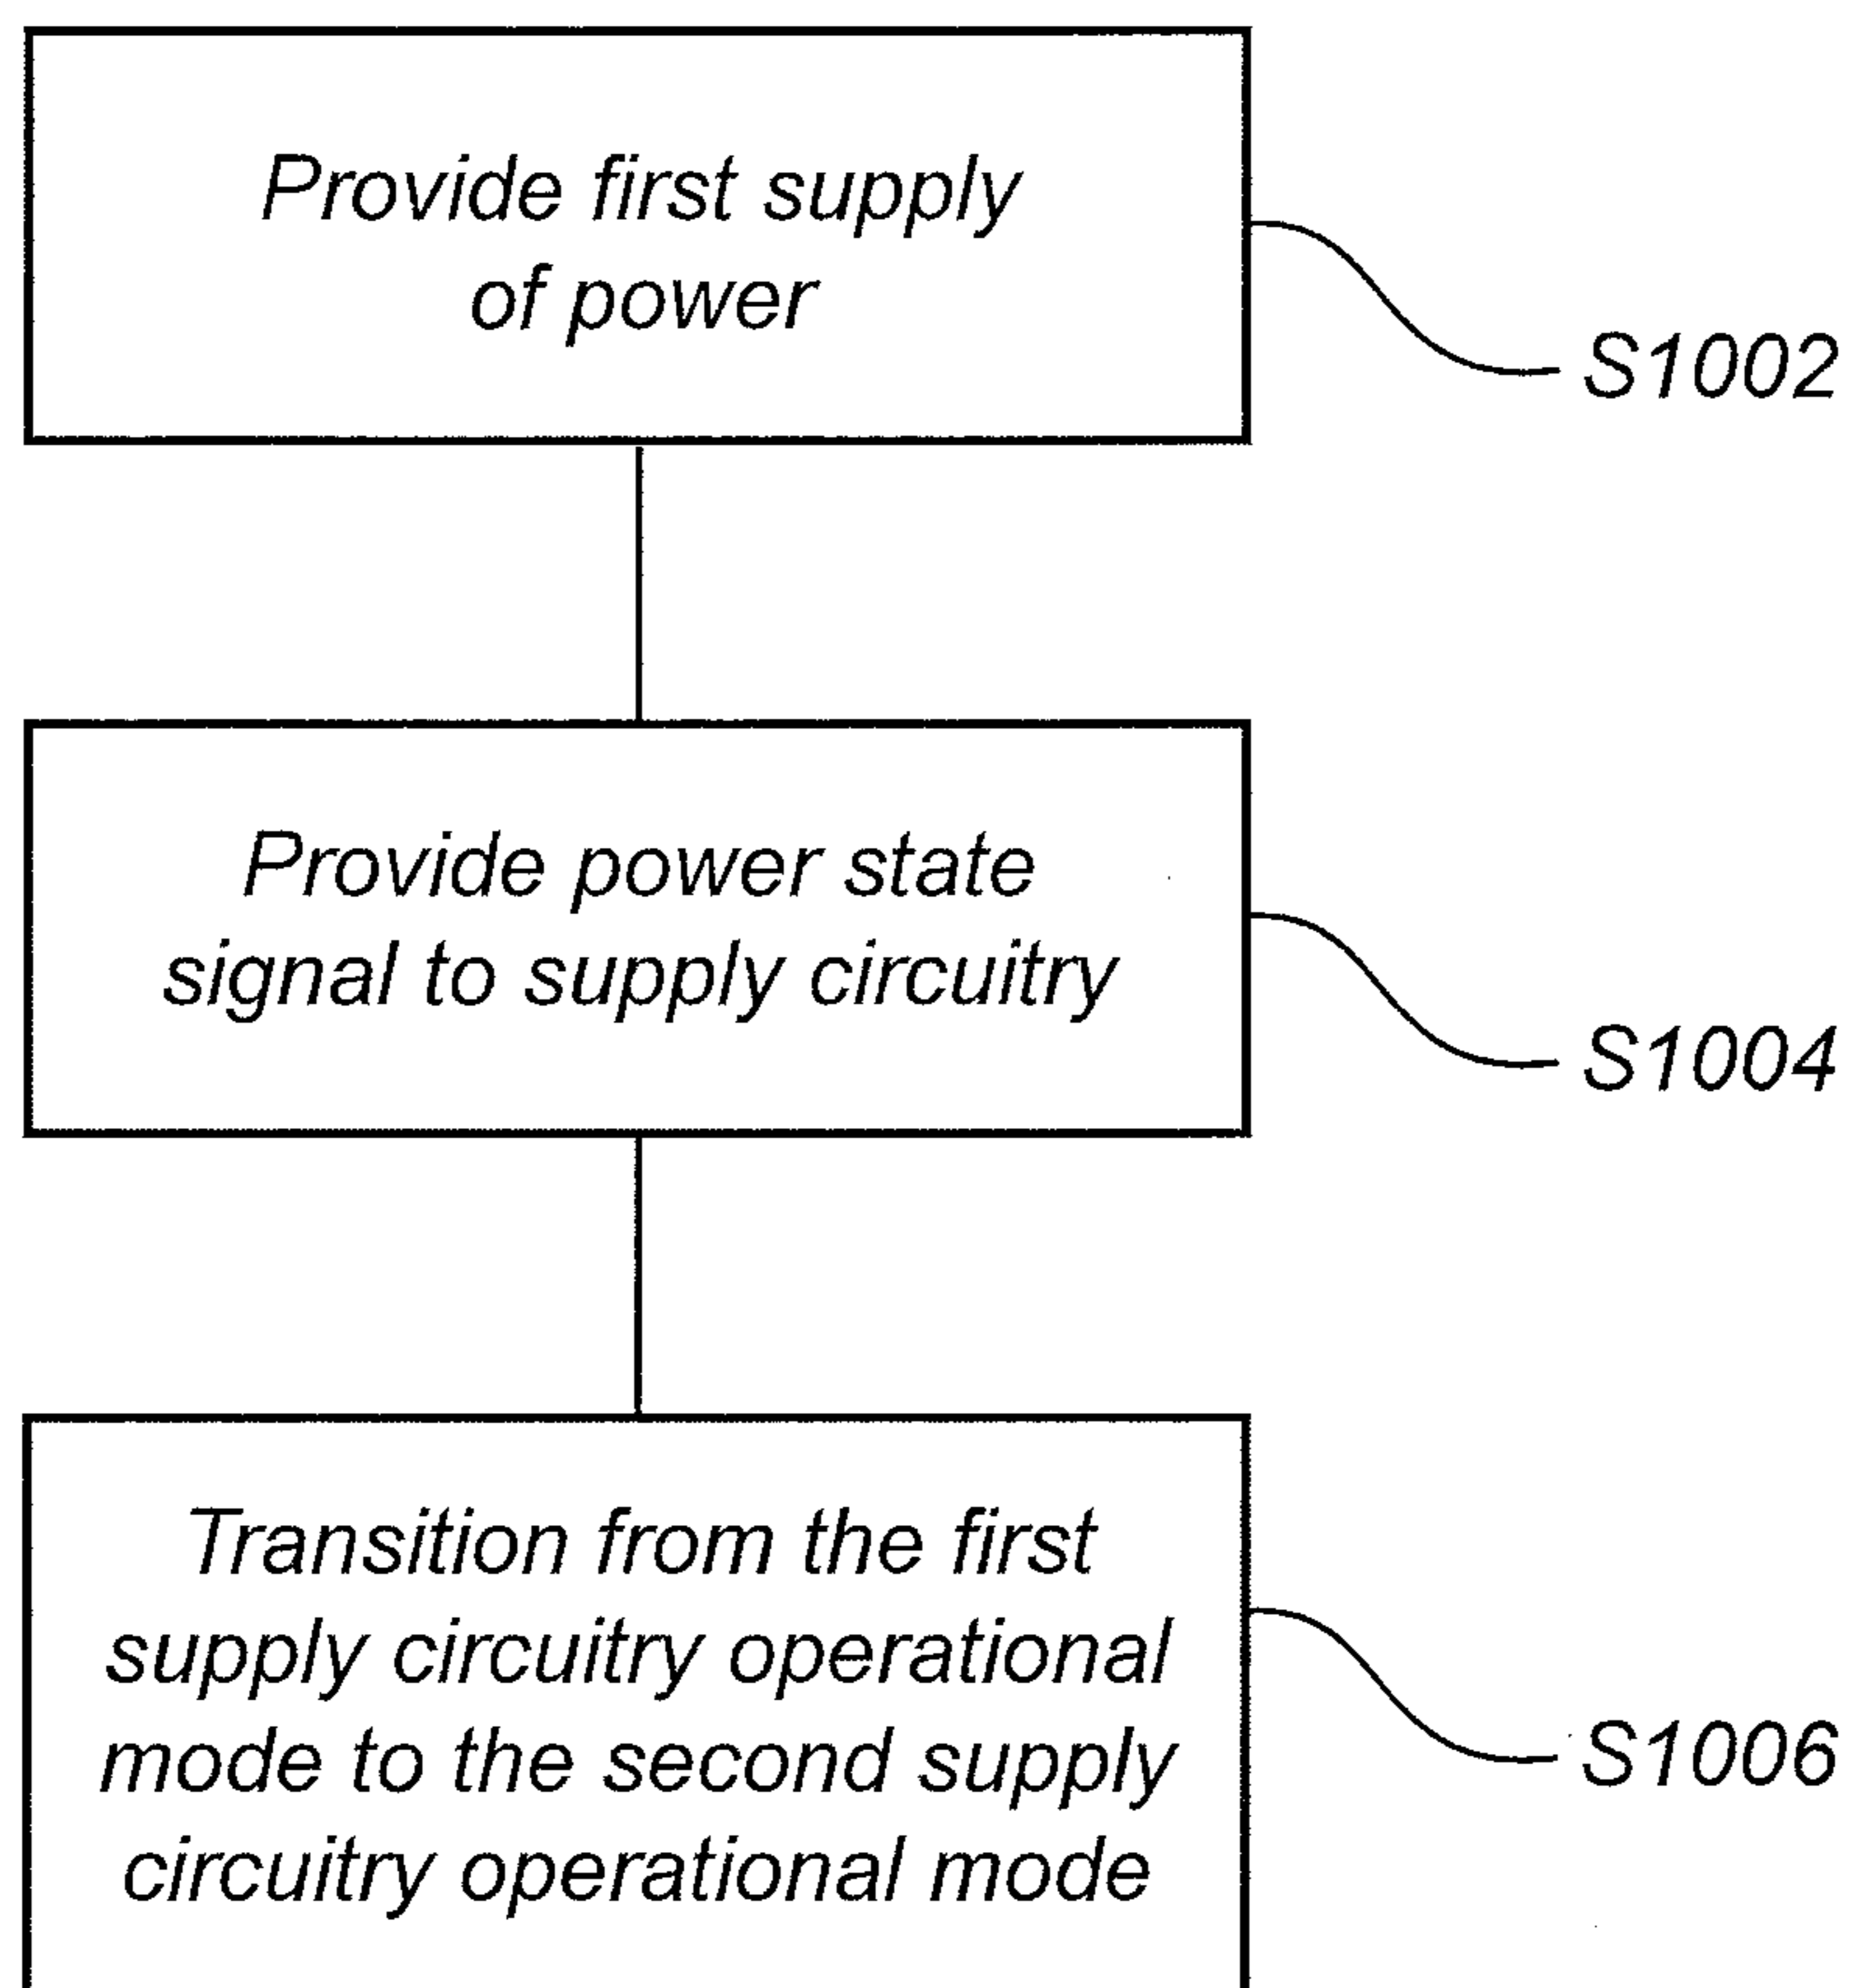 Provide first supply
of power
S1002
Provide power state
signal to supply circuitry
S1004
Transition from the first
supply circuitry operational
mode to the second supply
circuitry operational mode
S1006